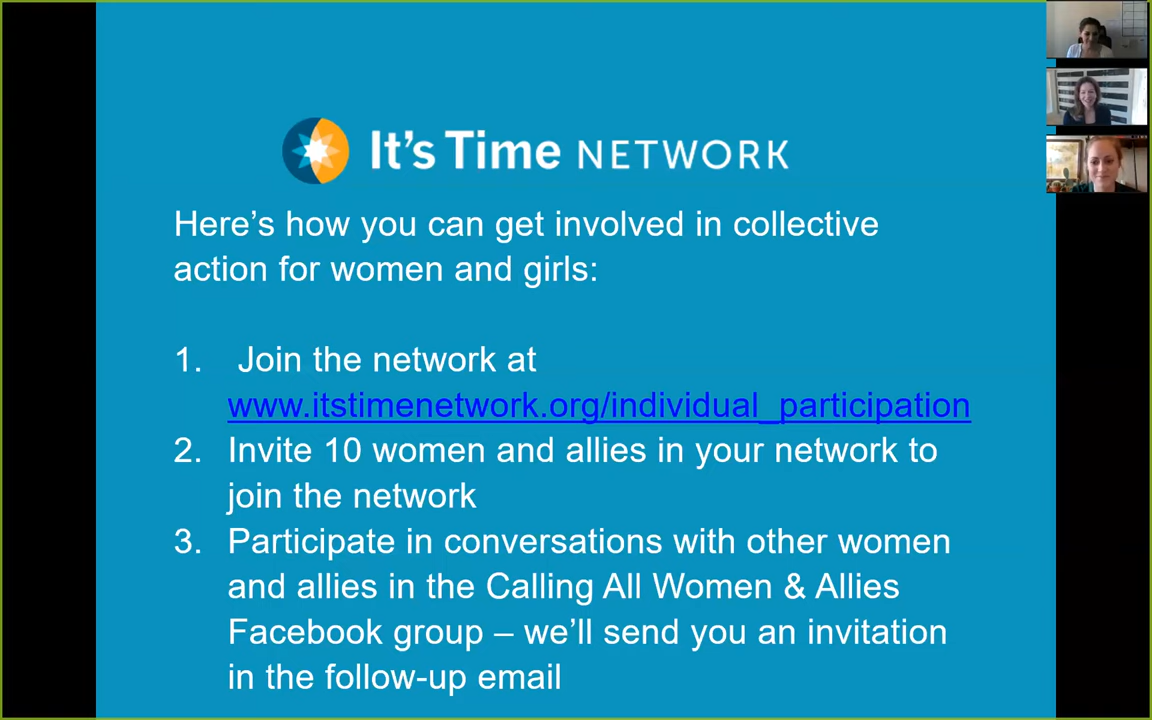 It's Time NETWORK
Here’s how you can get involved in collective
action for women and girls:
1. Join the network at
www.itstimenetwork.org/individual_participation
2. Invite 10 women and allies in your network to
join the network
3. Participate in conversations with other women
and allies in the Calling All Women & Allies
Facebook group – we’ll send you an invitation
in the follow-up email